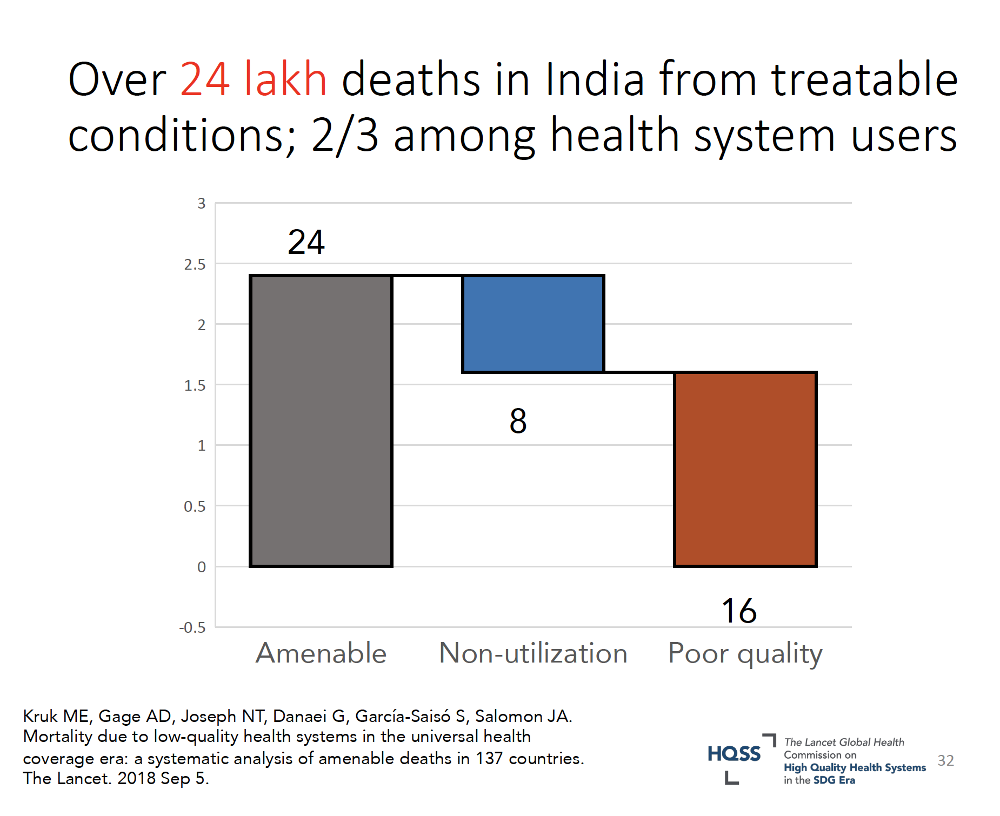 Over 24 lakh deaths in India from treatable
conditions; 2/3 among health system users
3
2.5
2
1.5
1
0.5
0
-0.5
24
8
16
Amenable
Non-utilization
Poor quality
Kruk ME, Gage AD, Joseph NT, Danaei G, García-Saisó S, Salomon JA.
Mortality due to low-quality health systems in the universal health
coverage era: a systematic analysis of amenable deaths in 137 countries.
The Lancet. 2018 Sep 5.
HQSS
The Lancet Global Health
Commission on
High Quality Health Systems
in the SDG Era
32